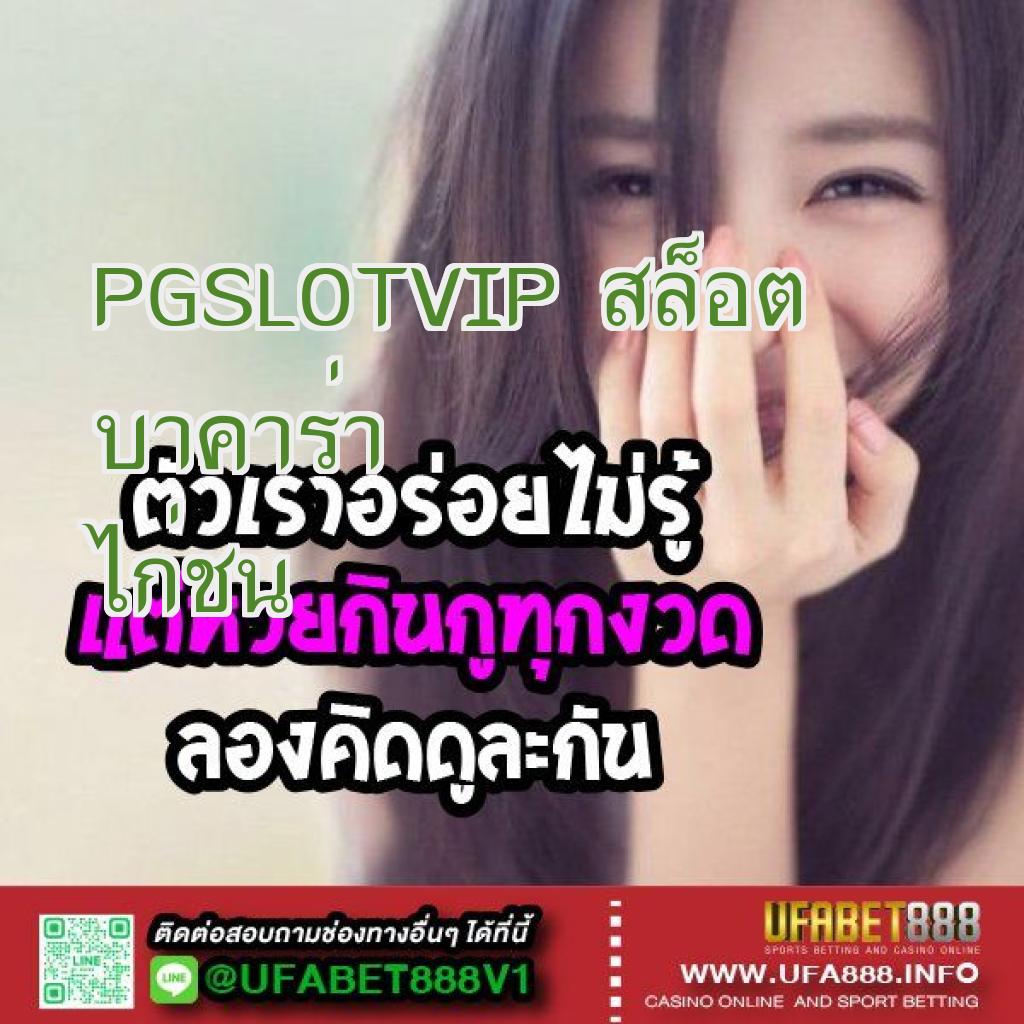 PGSLOTVIP สล็อต
บาคาร่า
ตัวเราอร่อยไม่รู้
ไก่ชน
แต่หวยกินกูทุกงวด
ลองคิดดูละกัน
ติดต่อสอบถามช่องทางอื่นๆ ได้ที่นี้
LINE
LINE @UFABET888V1
UFABET888
SPORTS BETTING AND CASINO ONLINE
WWW.UFA888.INFO
CASINO ONLINE AND SPORT BETTING